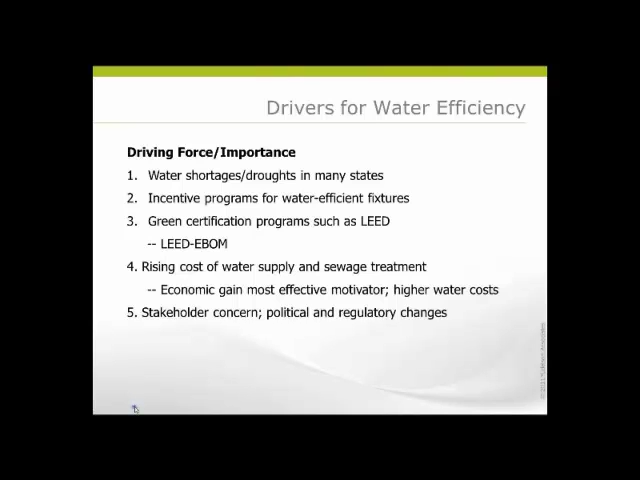 Drivers for Water Efficiency
Driving Force/Importance
1. Water shortages/droughts in many states
2. Incentive programs for water-efficient fixtures
3. Green certification programs such as LEED
-- LEED-EBOM
4. Rising cost of water supply and sewage treatment
-- Economic gain most effective motivator; higher water costs
5. Stakeholder concern; political and regulatory changes
Associates